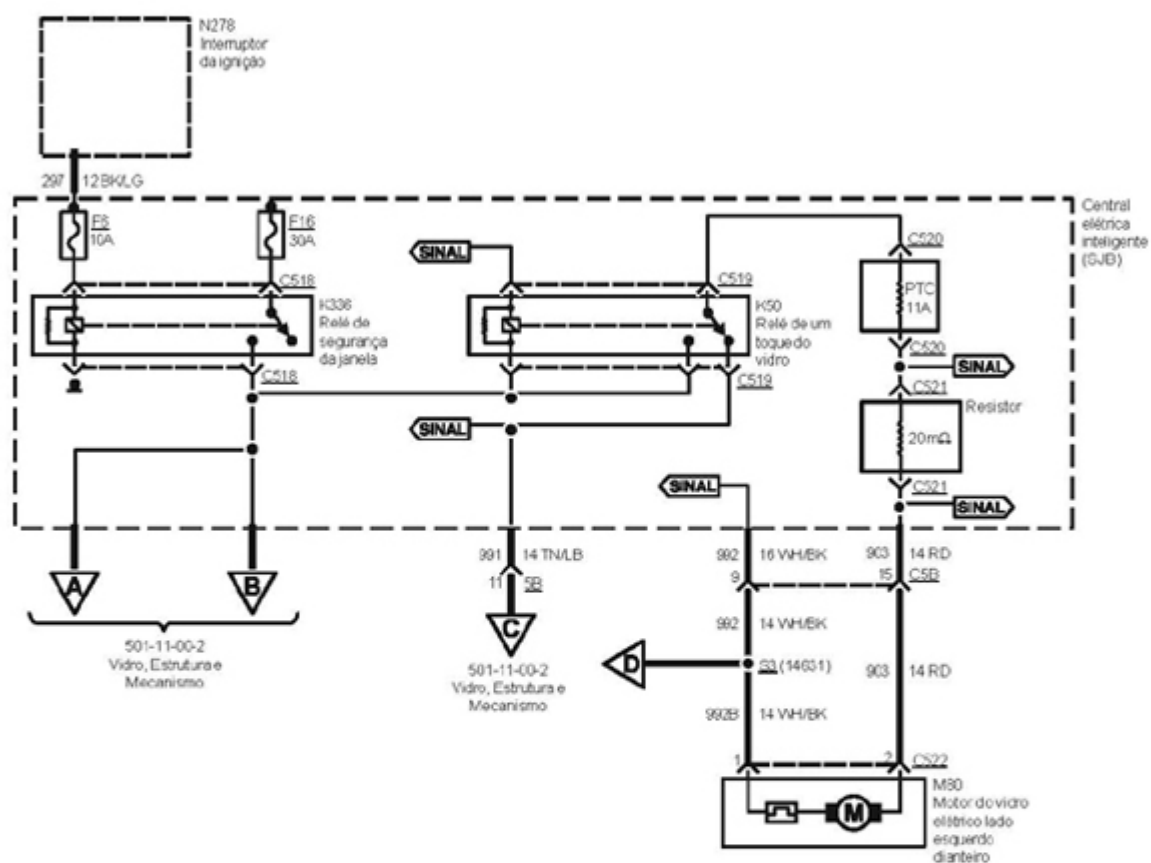 N278
Interruptor
da ignição
297 12 BK/LG
F6
10A
F16
30A
C518
K336
Relé de
segurança
da janela
C518
SINAL
C519
K50
Relé de um
toque do
vidro
C519
SINAL
C520
PTC
11A
C520
SINAL
C521
Resistor
20mΩ
C521
SINAL
SINAL
Central
elétrica
inteligente
(SJB)
A
B
501-11-00-2
Vidro, Estrutura e
Mecanismo
991 14 TN/LB
11 5B
C
501-11-00-2
Vidro, Estrutura e
Mecanismo
992 16 WH/BK
903 14 RD
9
15 C5B
992 14 WH/BK
D
S3 (14631)
903 14 RD
992B 14 WH/BK
1
2 C522
M
M80
Motor do vidro
elétrico lado
esquerdo
dianteiro